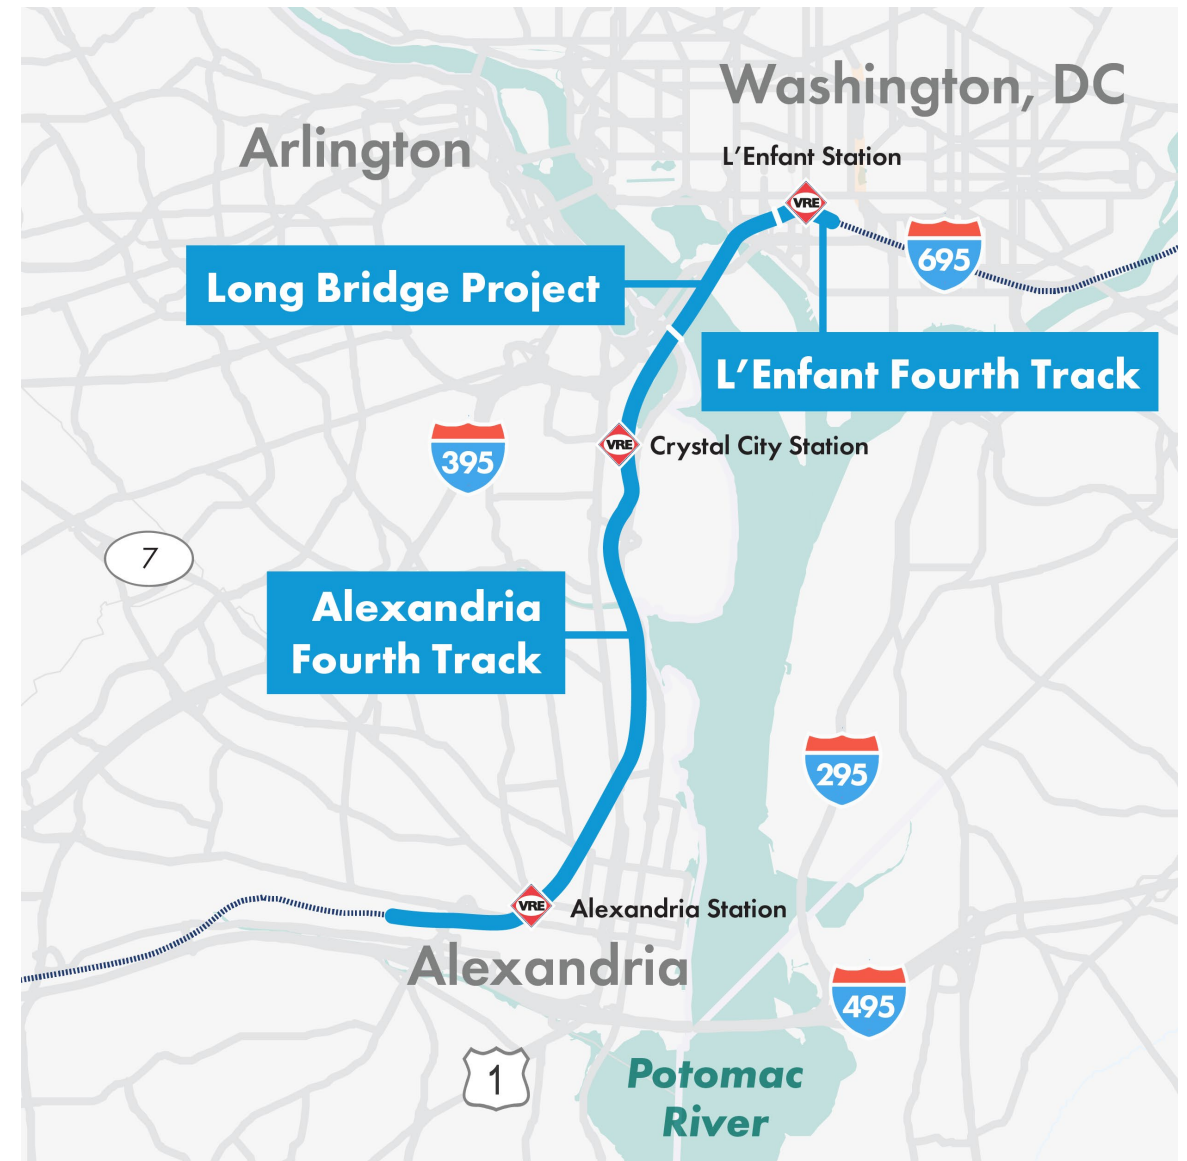 Washington, DC
Arlington
L’Enfant Station
VRE
695
Long Bridge Project
L’Enfant Fourth Track
395
VRE
Crystal City Station
7
Alexandria
Fourth Track
295
VRE
Alexandria Station
Alexandria
495
1
Potomac
River